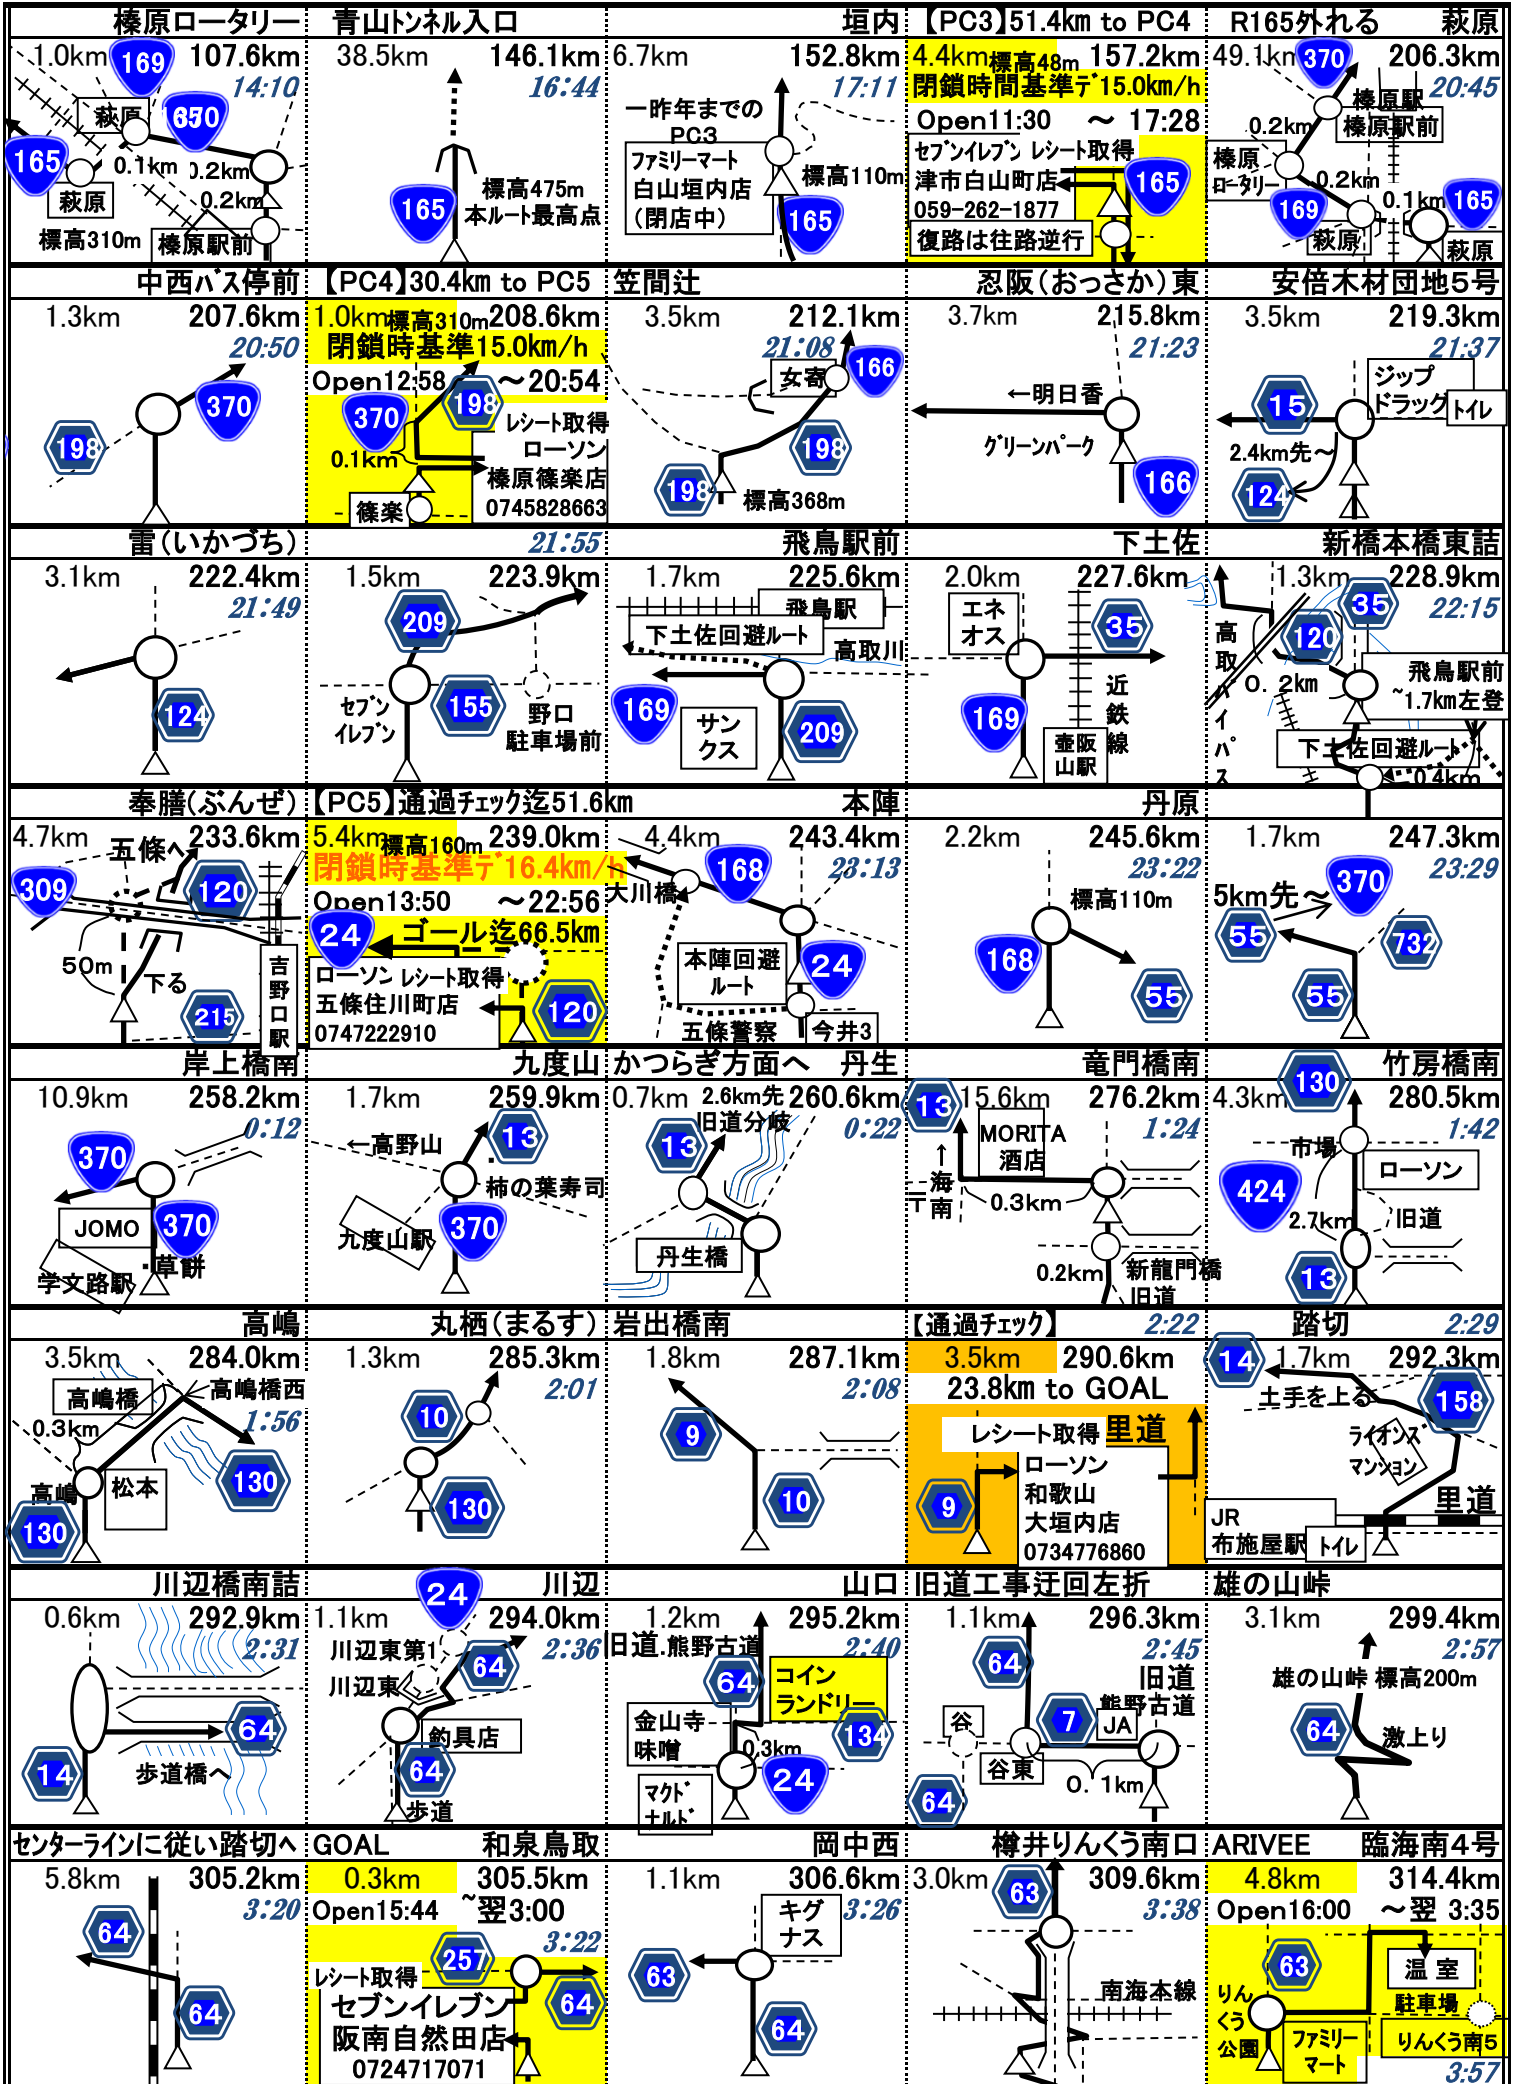 榛原ロータリー
1.0km 107.6km
14:10
169
370
萩原
165
0.1km 0.2km
0.2km
萩原
標高310m
榛原駅前
青山トンネル入口
38.5km 146.1km
16:44
165
標高475m
本ルート最高点
垣内
6.7km 152.8km
17:11
一昨年までの
PC3
ファミリーマート
白山垣内店
(閉店中)
標高110m
165
【PC3】51.4km to PC4
4.4km 標高48m 157.2km
閉鎖時間基準デ15.0km/h
Open11:30 ～ 17:28
セブンイレブン レシート取得
津市白山町店
059-262-1877
165
復路は往路逆行
R165外れる 萩原
49.1km 206.3km
370
20:45
榛原駅
榛原駅前
0.2km
榛原
ロータリー
0.2km
169
0.1km
165
萩原
萩原
中西バス停前
1.3km 207.6km
20:50
370
198
【PC4】30.4km to PC5
1.0km 標高310m 208.6km
閉鎖時基準15.0km/h
Open12:58 ～20:54
370
198
レシート取得
ローソン
0.1km
榛原篠楽店
0745828663
篠楽
笠間辻
3.5km 212.1km
21:08
女寄
166
198
198
標高368m
忍阪(おっさか)東
3.7km 215.8km
21:23
←明日香
グリーンパーク
166
安倍木材団地5号
3.5km 219.3km
21:37
ジップ
ドラッグ
トイレ
15
2.4km先～
124
雷(いかづち)
3.1km 222.4km
21:49
124
21:55
1.5km 223.9km
209
155
セブン
イレブン
野口
駐車場前
飛鳥駅前
1.7km 225.6km
飛鳥駅
下土佐回避ルート
高取川
169
サン
クス
209
下土佐
2.0km 227.6km
エネ
オス
35
169
近鉄線
壺阪
山駅
新橋本橋東詰
1.3km 228.9km
22:15
35
120
高取バイパス
0.2km
飛鳥駅前
~1.7km左登
下土佐回避ルート
0.4km
奉膳(ぶんぜ)
4.7km 233.6km
五條へ
309
120
50m
下る
215
吉野口駅
【PC5】通過チェック迄51.6km
5.4km 標高160m 239.0km
閉鎖時基準デ16.4km/h
Open13:50 ～22:56
24
ゴール迄66.5km
ローソン レシート取得
五條住川町店
0747222910
120
本陣
4.4km 243.4km
23:13
168
大川橋
本陣回避
ルート
24
五條警察
今井3
丹原
2.2km 245.6km
23:22
標高110m
168
55
1.7km 247.3km
23:29
5km先～
370
55
732
55
岸上橋南
10.9km 258.2km
0:12
370
JOMO
370
学文路駅
草餅
九度山
1.7km 259.9km
←高野山
13
柿の葉寿司
九度山駅
370
かつらぎ方面へ 丹生
0.7km 2.6km先 260.6km
旧道分岐
0:22
13
丹生橋
竜門橋南
13
15.6km 276.2km
1:24
MORITA
酒店
←海南
〒
0.3km
0.2km
新龍門橋
旧道
竹房橋南
130
4.3km 280.5km
1:42
市場
ローソン
424
2.7km
旧道
13
高嶋
3.5km 284.0km
高嶋橋
高嶋橋西
0.3km
1:56
高嶋
松本
130
130
丸栖(まるす)
1.3km 285.3km
2:01
10
130
岩出橋南
1.8km 287.1km
2:08
9
10
【通過チェック】 2:22
3.5km 290.6km
23.8km to GOAL
レシート取得
里道
ローソン
和歌山
大垣内店
0734776860
9
踏切 2:29
14
1.7km 292.3km
土手を上る
158
ライオンズ
マンション
里道
JR
布施屋駅
トイレ
川辺橋南詰
0.6km 292.9km
2:31
64
14
歩道橋へ
川辺
24
1.1km 294.0km
2:36
川辺東第1
64
川辺東
釣具店
64
歩道
山口
1.2km 295.2km
2:40
旧道.熊野古道
64
コイン
ランドリー
金山寺
味噌
134
0.3km
24
マクド
ナルド
旧道工事迂回左折
1.1km 296.3km
2:45
64
旧道
熊野古道
7
JA
谷
谷東
0.1km
64
雄の山峠
3.1km 299.4km
2:57
雄の山峠 標高200m
64
激上り
センターラインに従い踏切へ
5.8km 305.2km
3:20
64
64
GOAL 和泉鳥取
0.3km 305.5km
Open15:44 ~翌3:00
3:22
257
レシート取得
64
セブンイレブン
阪南自然田店
0724717071
岡中西
1.1km 306.6km
3:26
キグ
ナス
63
64
樽井りんくう南口
3.0km 309.6km
3:38
63
南海本線
ARIVEE 臨海南4号
4.8km 314.4km
Open16:00 ～翌 3:35
63
温室
駐車場
りん
くう
公園
ファミリー
マート
りんくう南5
3:57